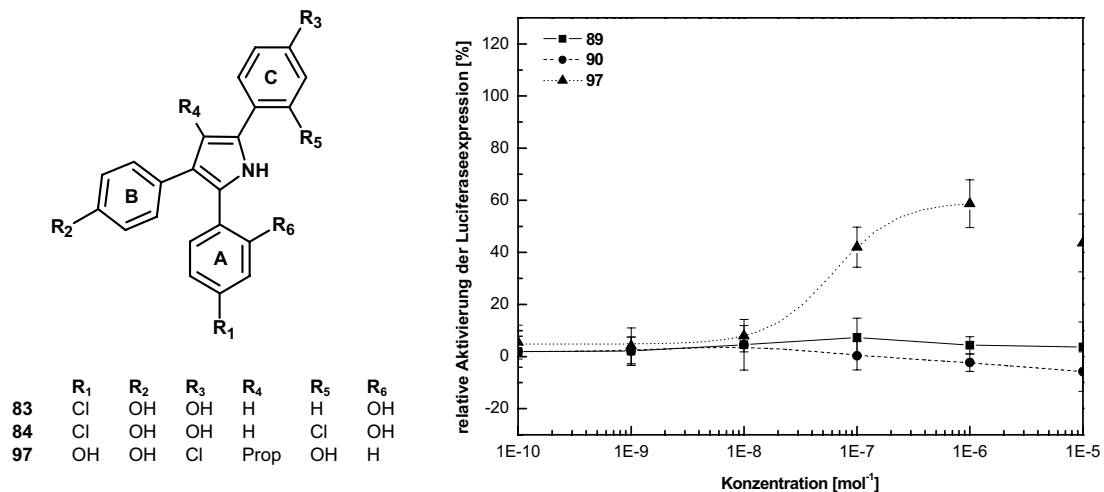 R3
C
R4
R5
NH
B
R2
R6
A
R1
R1 R2 R3 R4 R5 R6
83 Cl OH OH H H OH
84 Cl OH OH H Cl OH
97 OH OH Cl Prop OH H
relative Aktivierung der Luciferaseexpression [%]
120
100
80
60
40
20
0
-20
89
90
97
1E-10 1E-9 1E-8 1E-7 1E-6 1E-5
Konzentration [mol-1]